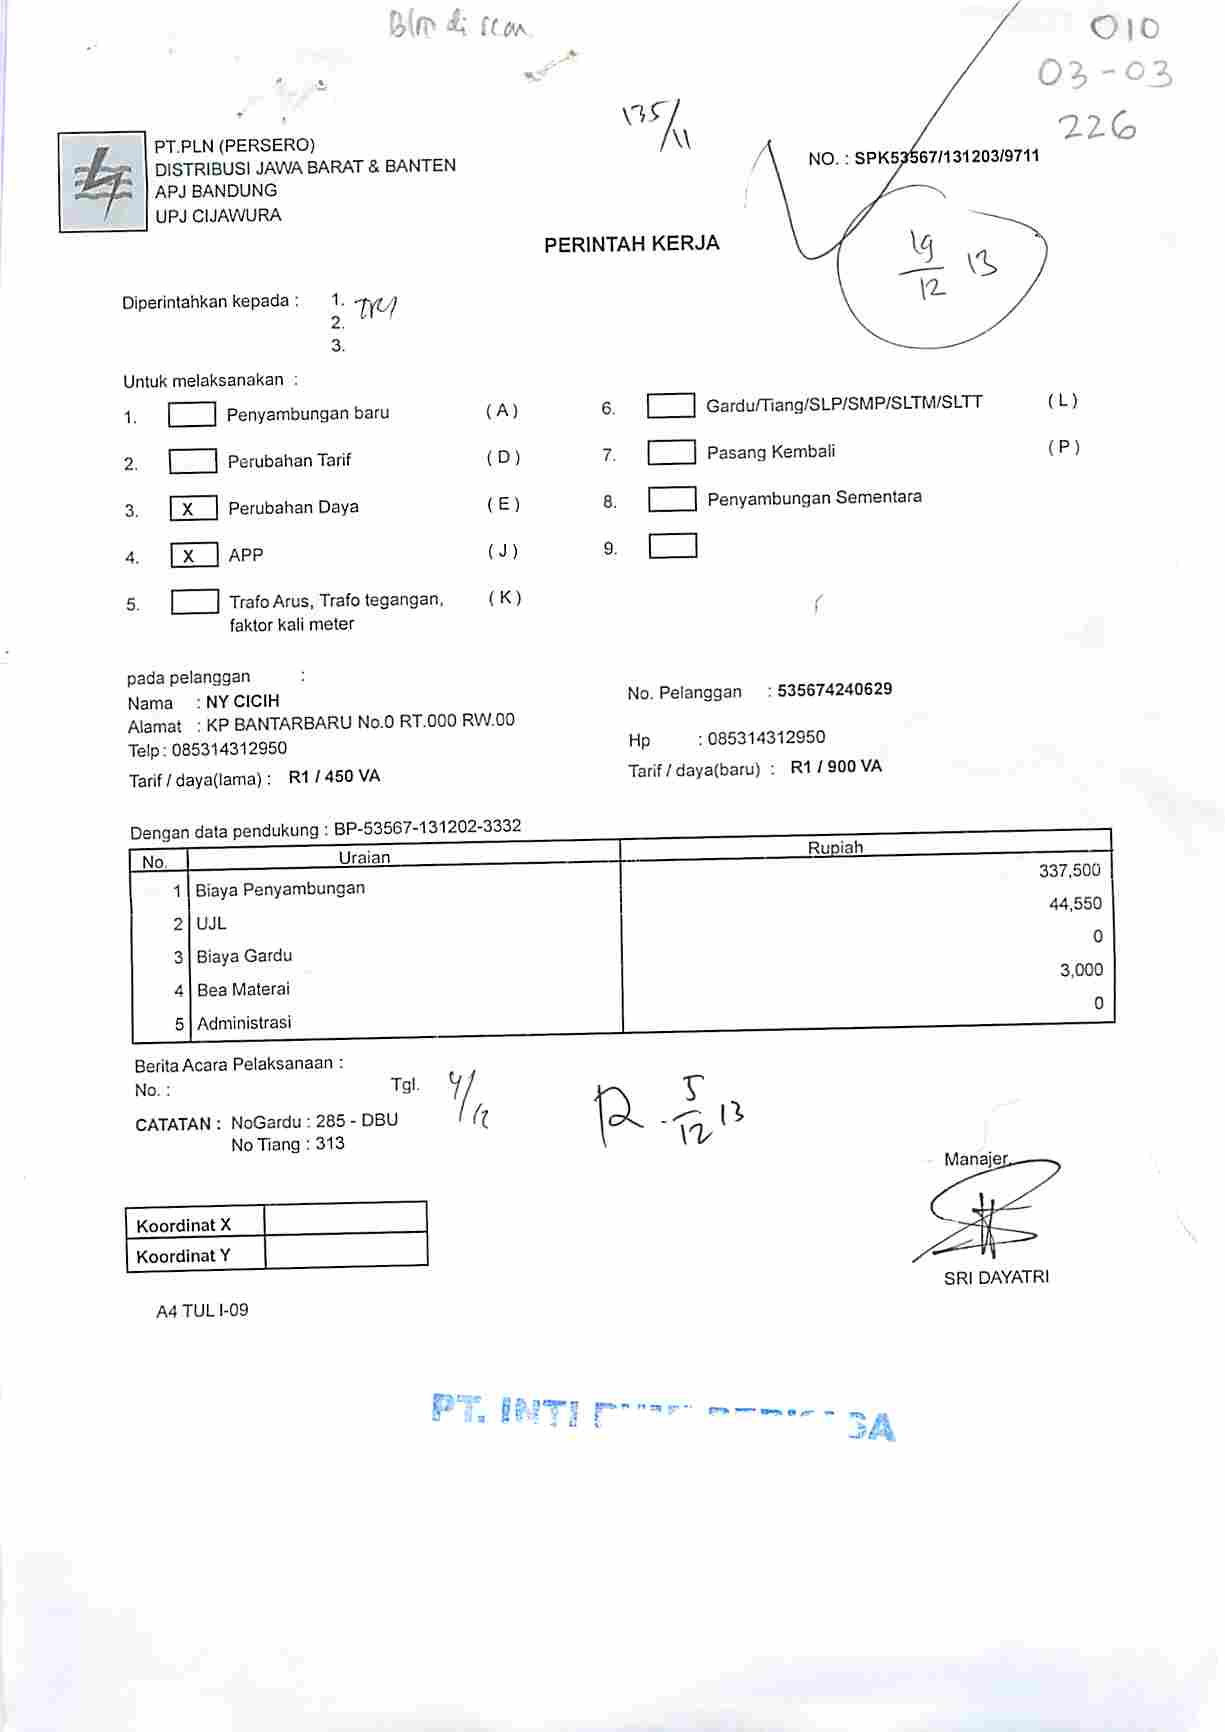 Blm di scan
010
03-03
226
135/11
PT.PLN (PERSERO)
DISTRIBUSI JAWA BARAT & BANTEN
APJ BANDUNG
UPJ CIJAWURA
NO. : SPK53567/131203/9711
PERINTAH KERJA
19/12 13
Diperintahkan kepada : 1.
2.
3.
Untuk melaksanakan :
1. Penyambungan baru ( A )
2. Perubahan Tarif ( D )
3. X Perubahan Daya ( E )
4. X APP ( J )
5. Trafo Arus, Trafo tegangan, ( K )
faktor kali meter
6. Gardu/Tiang/SLP/SMP/SLTM/SLTT ( L )
7. Pasang Kembali ( P )
8. Penyambungan Sementara
9.
pada pelanggan :
Nama : NY CICIH
Alamat : KP BANTARBARU No.0 RT.000 RW.00
Telp : 085314312950
Tarif / daya(lama) : R1 / 450 VA
No. Pelanggan : 535674240629
Hp : 085314312950
Tarif / daya(baru) : R1 / 900 VA
Dengan data pendukung : BP-53567-131202-3332
No. Uraian Rupiah
1 Biaya Penyambungan 337,500
2 UJL 44,550
3 Biaya Gardu 0
4 Bea Materai 3,000
5 Administrasi 0
Berita Acara Pelaksanaan :
No. : Tgl. 4/12
R. 5/12 13
CATATAN : NoGardu : 285 - DBU
No Tiang : 313
Manajer,
Koordinat X
Koordinat Y
SRI DAYATRI
A4 TUL I-09
PT. INTI